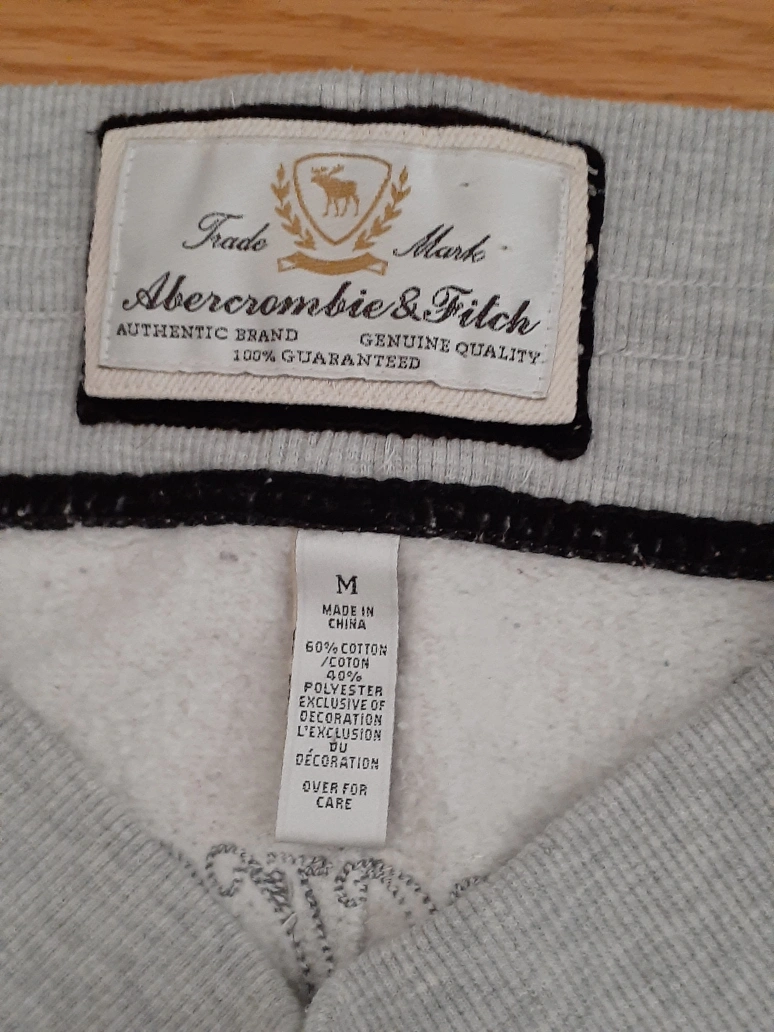 Trade Mark
Abercrombie & Fitch
AUTHENTIC BRAND GENUINE QUALITY
100% GUARANTEED
M
MADE IN
CHINA
60% COTTON
/COTON
40%
POLYESTER
EXCLUSIVE OF
DECORATION
L'EXCLUSION
DU
DÉCORATION
OVER FOR
CARE